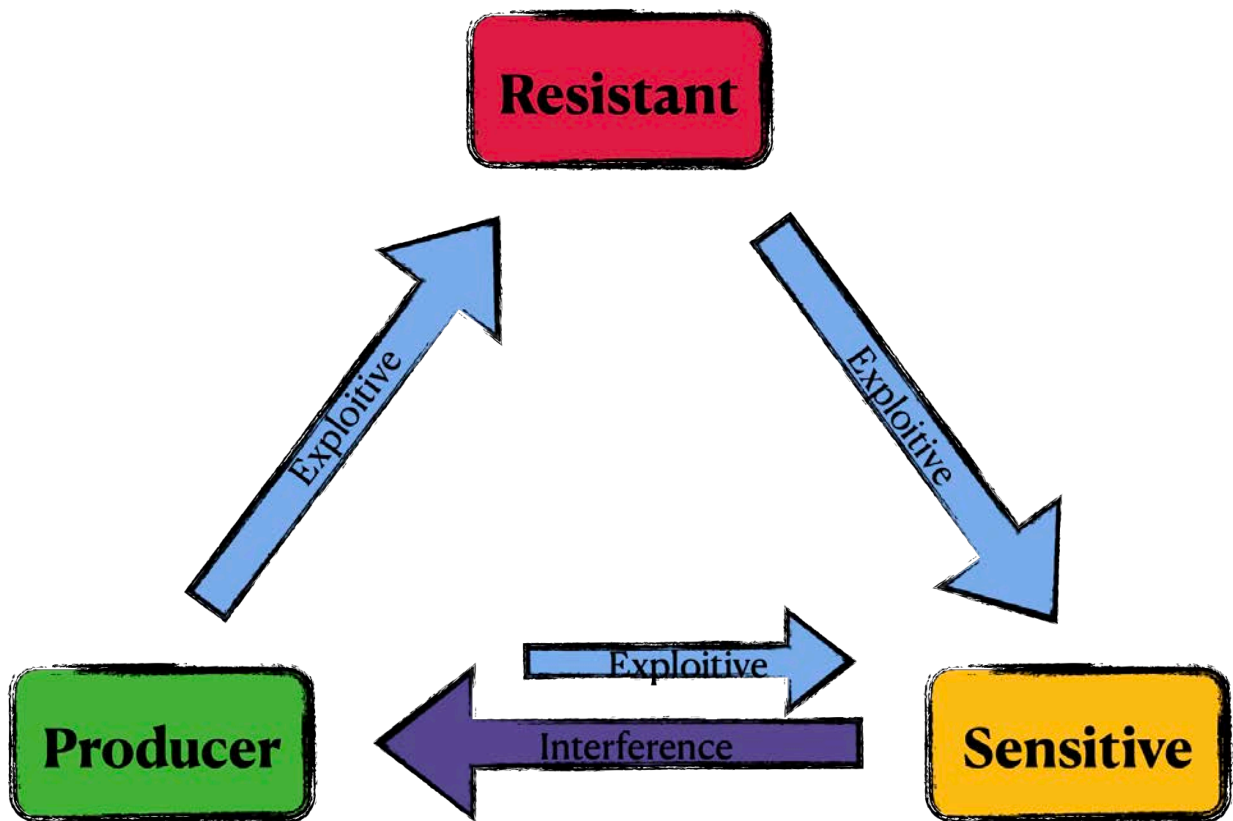 Resistant
Exploitive
Exploitive
Exploitive
Interference
Producer
Sensitive